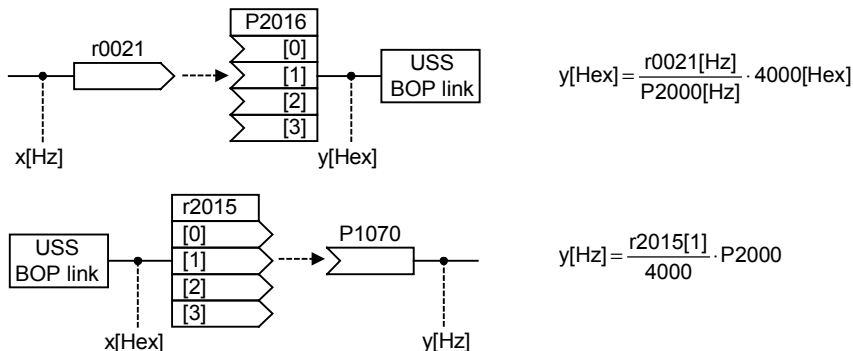 P2016
r0021
[0]
[1]
[2]
[3]
USS
BOP link
x[Hz]
y[Hex]
y[Hex] = r0021[Hz] / P2000[Hz] · 4000[Hex]
r2015
[0]
[1]
[2]
[3]
P1070
USS
BOP link
x[Hex]
y[Hz]
y[Hz] = r2015[1] / 4000 · P2000